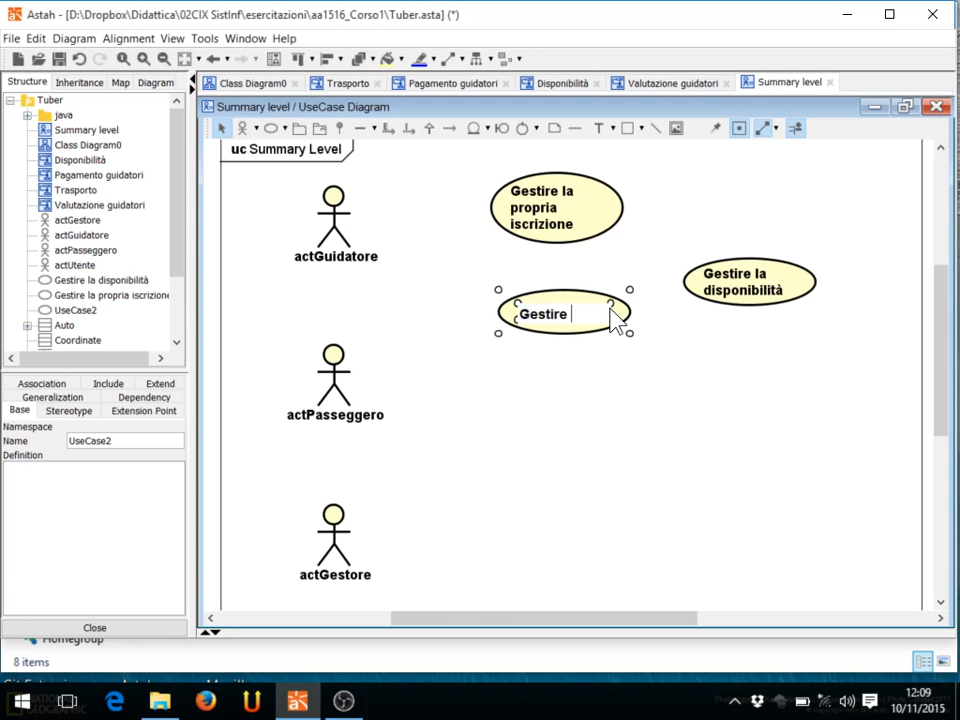 Astah - [D:\Dropbox\Didattica\02CIX SistInf\esercitazioni\aa1516_Corso1\Tuber.asta] (*)
File Edit Diagram Alignment View Tools Window Help
Structure Inheritance Map Diagram
Class Diagram0 Trasporto Pagamento guidatori Disponibilità Valutazione guidatori Summary level
Tuber
java
Summary level
Class Diagram0
Disponibilità
Pagamento guidatori
Trasporto
Valutazione guidatori
actGestore
actGuidatore
actPasseggero
actUtente
Gestire la disponibilità
Gestire la propria iscrizione
UseCase2
Auto
Coordinate
Summary level / UseCase Diagram
uc Summary Level
actGuidatore
Gestire la
propria
iscrizione
Gestire la
disponibilità
Gestire
actPasseggero
actGestore
Association Include Extend
Generalization Dependency
Base Stereotype Extension Point
Namespace
Name UseCase2
Definition
Close
Homegroup
8 items
12:09
10/11/2015